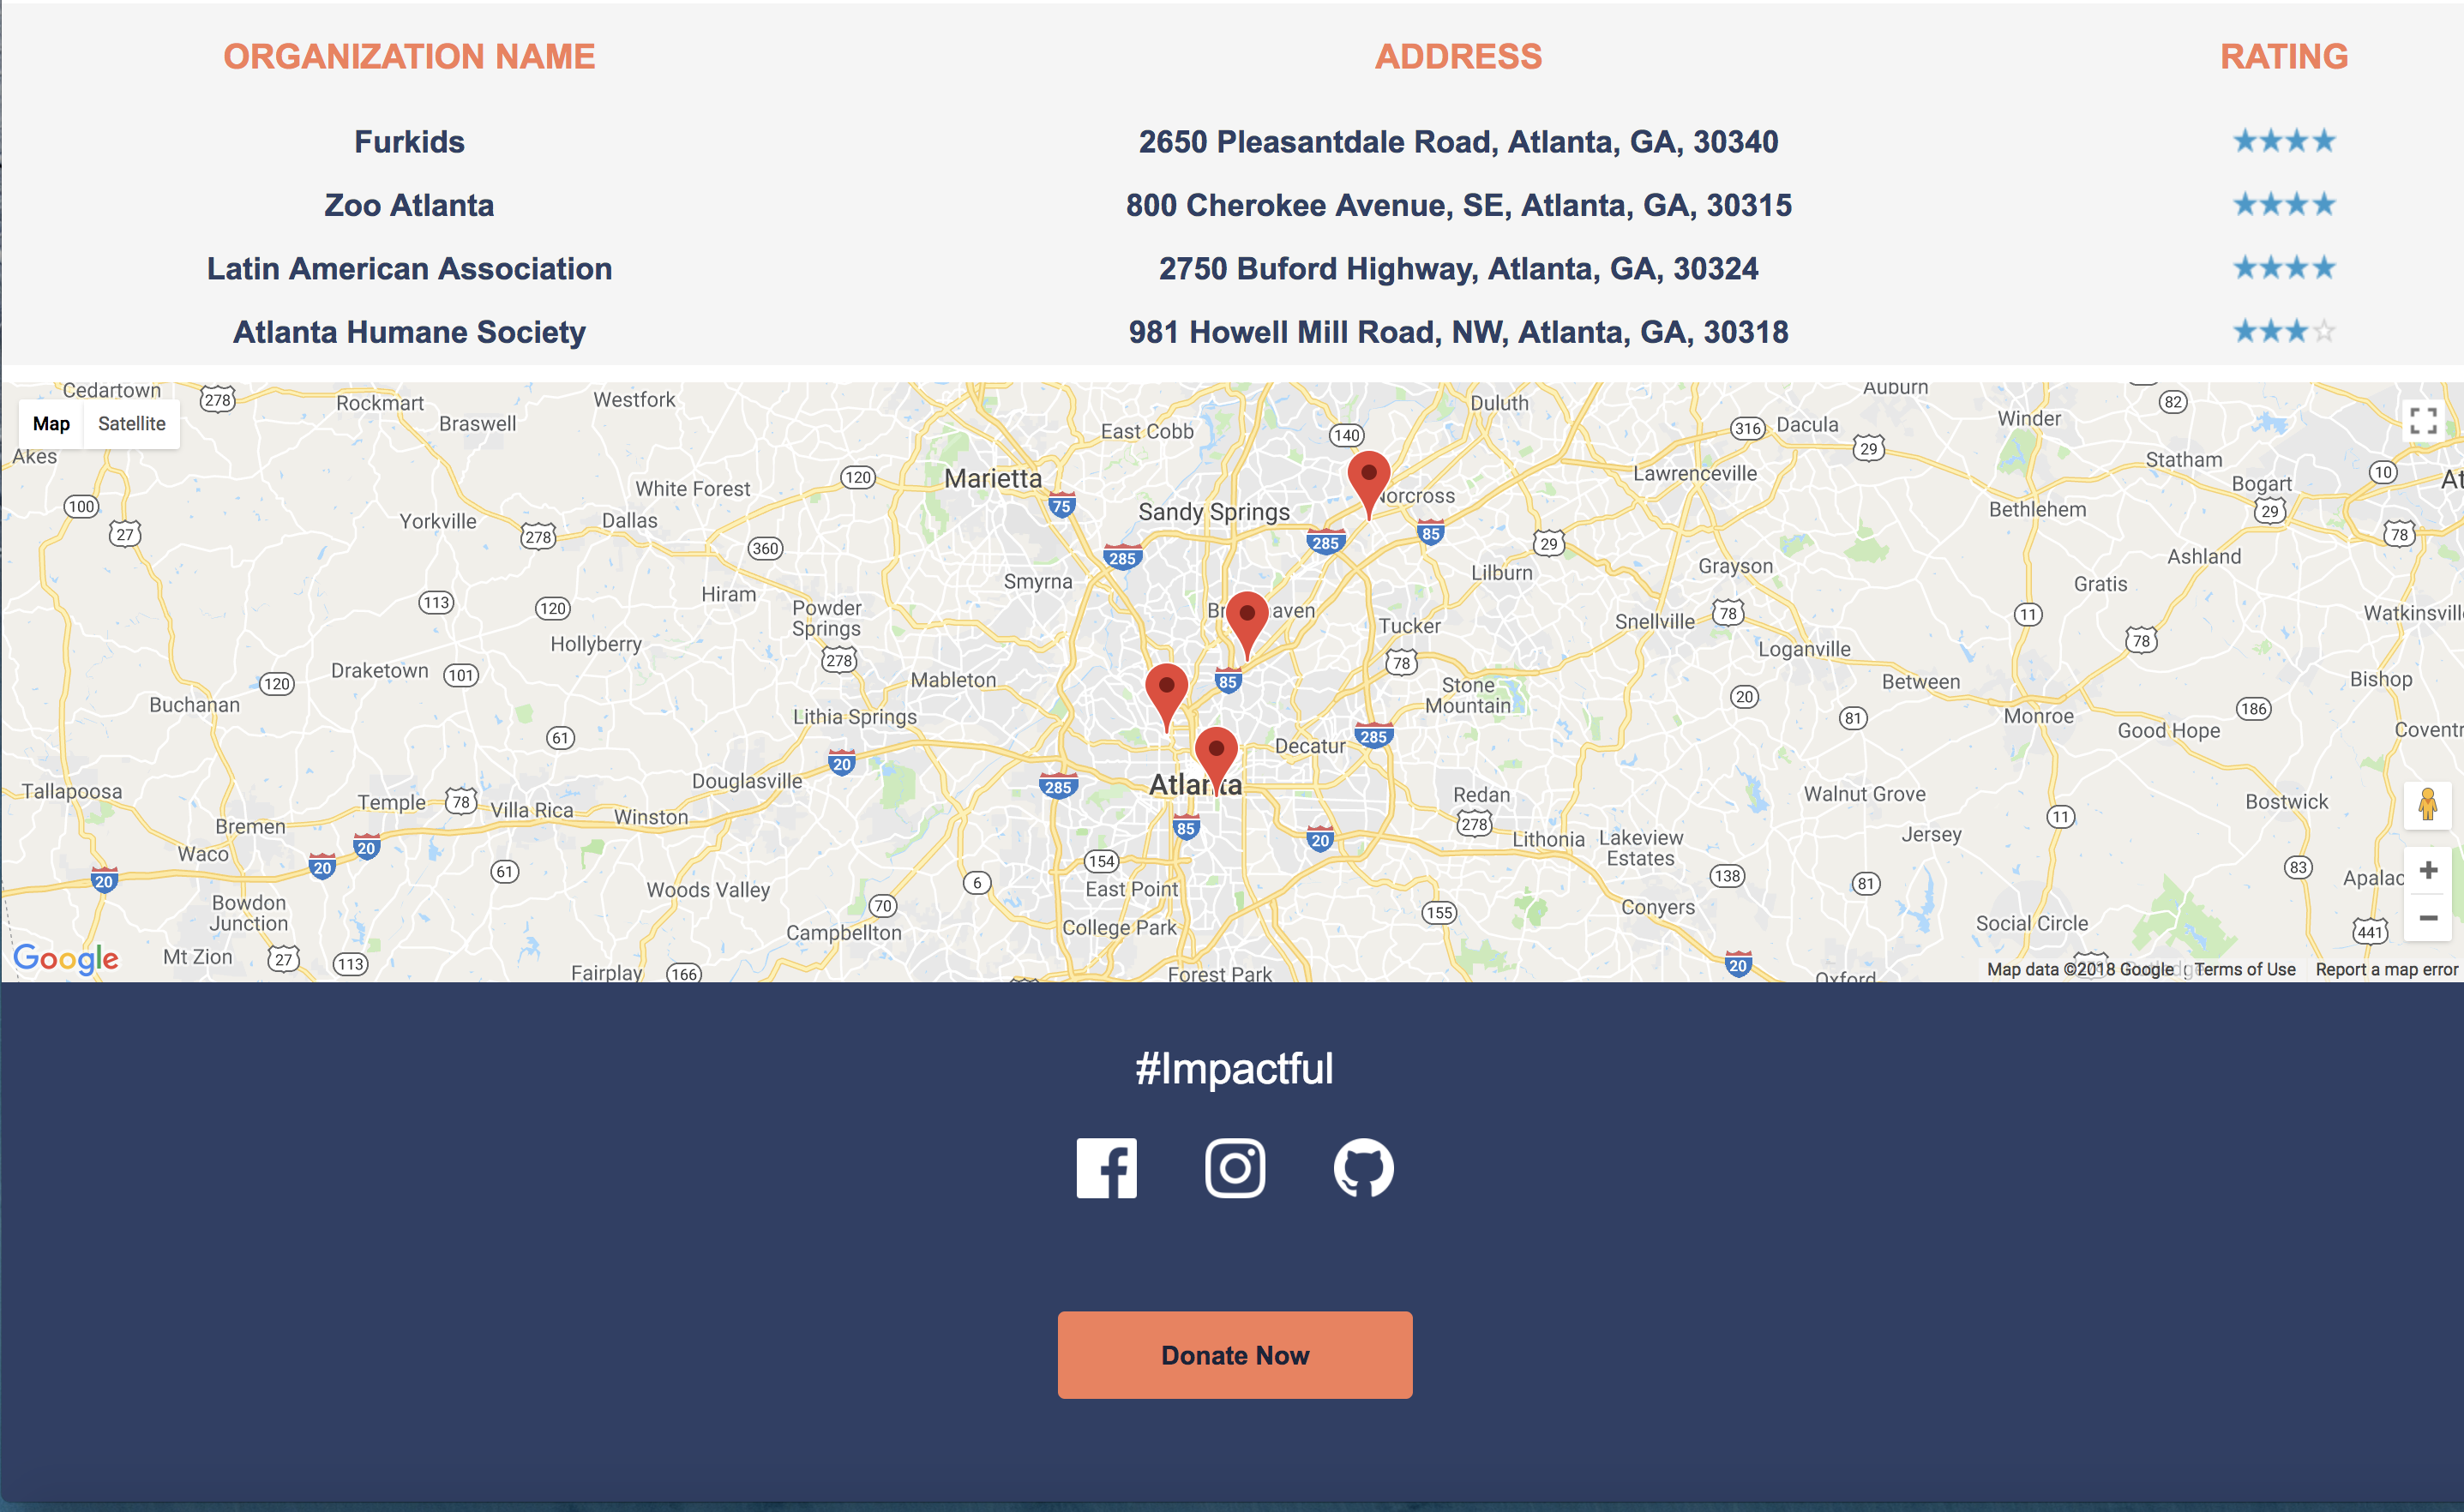 ORGANIZATION NAME ADDRESS RATING
Furkids 2650 Pleasantdale Road, Atlanta, GA, 30340
Zoo Atlanta 800 Cherokee Avenue, SE, Atlanta, GA, 30315
Latin American Association 2750 Buford Highway, Atlanta, GA, 30324
Atlanta Humane Society 981 Howell Mill Road, NW, Atlanta, GA, 30318
Cedartown
278
Rockmart
Westfork
Duluth
Auburn
82
Map Satellite
Braswell
East Cobb
140
316
Dacula
29
Winder
Akes
Marietta
120
White Forest
Lawrenceville
Statham
10
Bogart
29
100
75
Norcross
27
Yorkville
278
Dallas
Sandy Springs
Bethlehem
78
360
285
285
85
29
Ashland
Smyrna
Lilburn
Grayson
Gratis
113
120
Hiram
Powder
Springs
Tucker
Snellville
78
11
Hollyberry
278
78
Loganville
78
120
Draketown
101
Mableton
85
Stone
Mountain
20
Between
Bishop
Buchanan
Lithia Springs
81
Monroe
186
61
20
Decatur
285
Good Hope
Tallapoosa
Douglasville
285
Atlanta
Redan
Walnut Grove
Bostwick
Temple
78
Villa Rica
Winston
278
Bremen
85
20
Lithonia
Lakeview
Estates
Jersey
11
Waco
20
20
20
61
154
138
81
83
Woods Valley
6
East Point
Bowdon
Junction
70
155
Conyers
Social Circle
441
Campbellton
College Park
Google
Mt Zion
27
113
Fairplay
166
Forest Park
20
Oxford
Map data ©2018 Google Terms of Use Report a map error
#Impactful
Donate Now